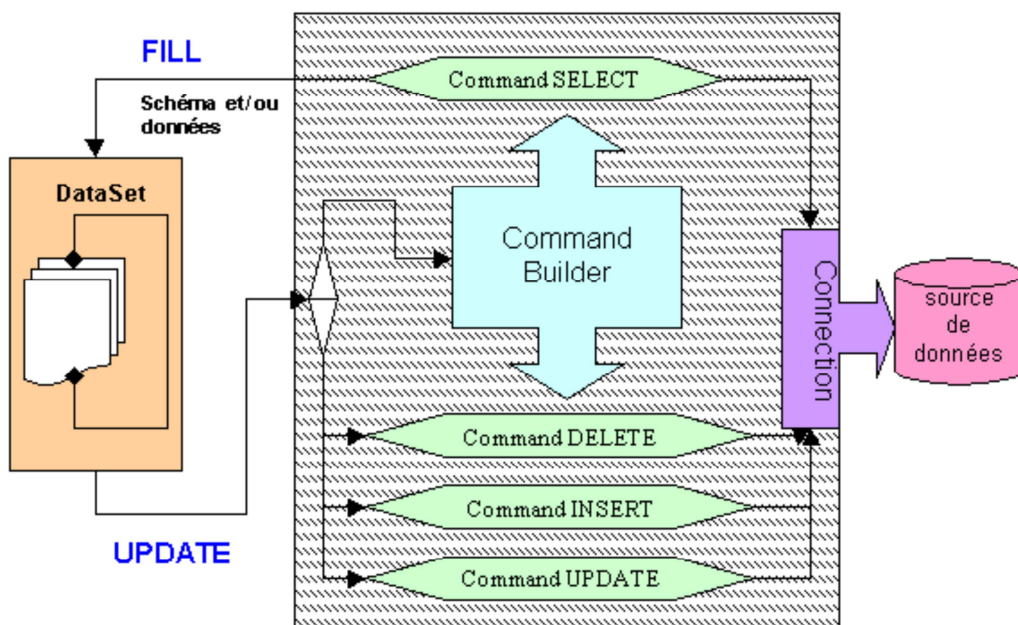 FILL
Command SELECT
Schéma et/ou
données
DataSet
Command
Builder
Connection
source
de
données
Command DELETE
Command INSERT
UPDATE
Command UPDATE